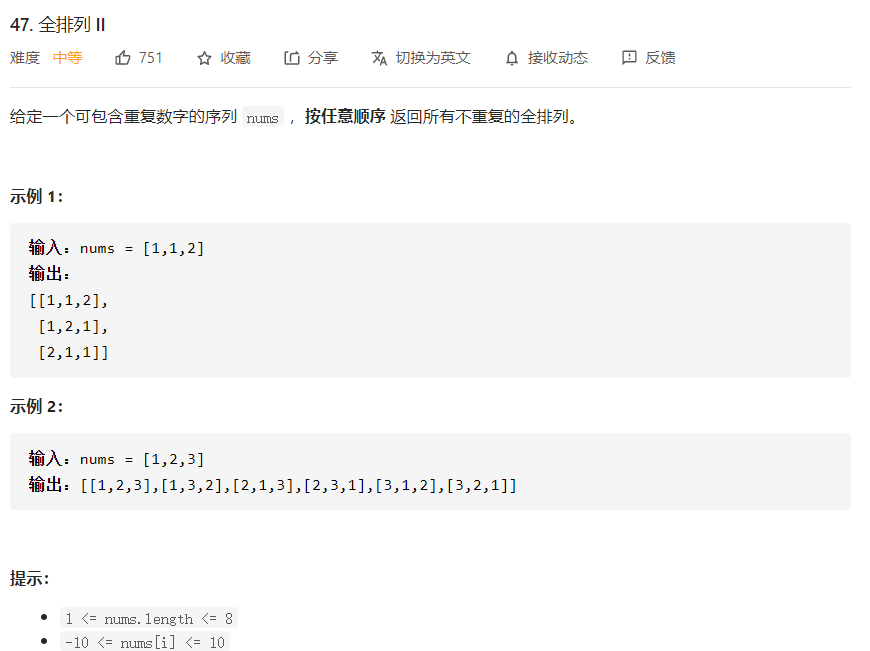 47. 全排列 II
难度 中等 751 收藏 分享 切换为英文 接收动态 反馈
给定一个可包含重复数字的序列 nums ，按任意顺序 返回所有不重复的全排列。
示例 1：
输入：nums = [1,1,2]
输出：
[[1,1,2],
[1,2,1],
[2,1,1]]
示例 2：
输入：nums = [1,2,3]
输出：[[1,2,3],[1,3,2],[2,1,3],[2,3,1],[3,1,2],[3,2,1]]
提示：
1 <= nums.length <= 8
-10 <= nums[i] <= 10